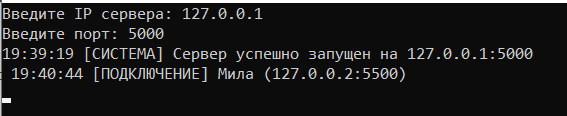 Введите IP сервера: 127.0.0.1
Введите порт: 5000
19:39:19 [СИСТЕМА] Сервер успешно запущен на 127.0.0.1:5000
19:40:44 [ПОДКЛЮЧЕНИЕ] Мила (127.0.0.2:5500)